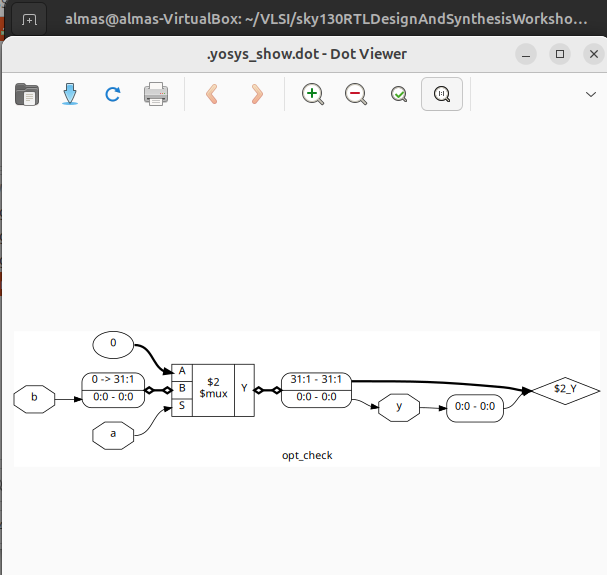 almas@almas-VirtualBox: ~/VLSI/sky130RTLDesignAndSynthesisWorksho…
.yosys_show.dot - Dot Viewer
0
A
B
S
$2
$mux
Y
b
0 -> 31:1
0:0 - 0:0
a
31:1 - 31:1
0:0 - 0:0
y
0:0 - 0:0
$2_Y
opt_check